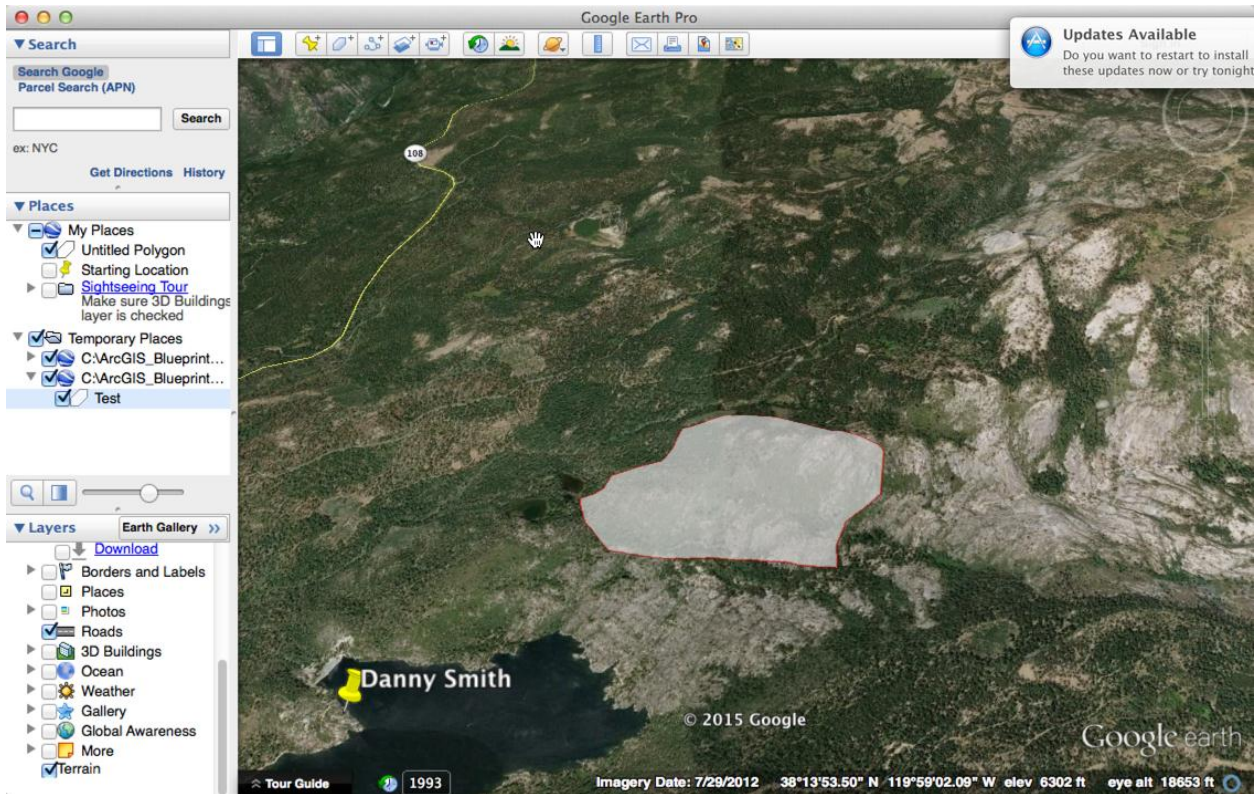 Google Earth Pro
Updates Available
Do you want to restart to install
these updates now or try tonight
Search
Search Google
Parcel Search (APN)
Search
ex: NYC
Get Directions History
Places
My Places
Untitled Polygon
Starting Location
Sightseeing Tour
Make sure 3D Buildings
layer is checked
Temporary Places
C:\ArcGIS_Blueprint...
C:\ArcGIS_Blueprint...
Test
Layers
Earth Gallery >>
Download
Borders and Labels
Places
Photos
Roads
3D Buildings
Ocean
Weather
Gallery
Global Awareness
More
Terrain
108
Danny Smith
© 2015 Google
Google earth
Tour Guide
1993
Imagery Date: 7/29/2012 38°13'53.50" N 119°59'02.09" W elev 6302 ft eye alt 18653 ft